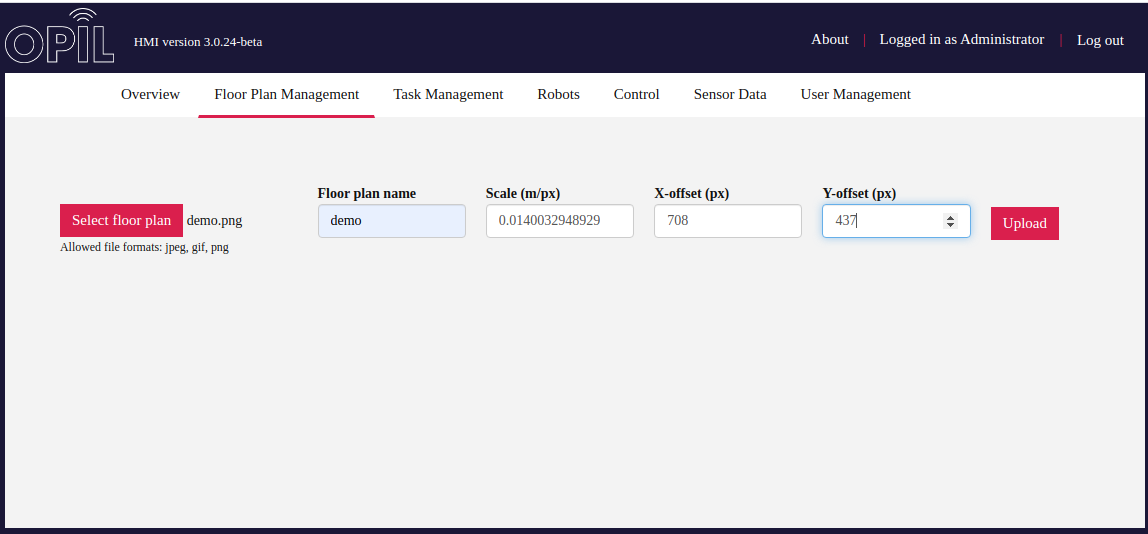 OPIL
HMI version 3.0.24-beta
About | Logged in as Administrator | Log out
Overview Floor Plan Management Task Management Robots Control Sensor Data User Management
Floor plan name Scale (m/px) X-offset (px) Y-offset (px)
Select floor plan demo.png demo 0.0140032948929 708 437 Upload
Allowed file formats: jpeg, gif, png